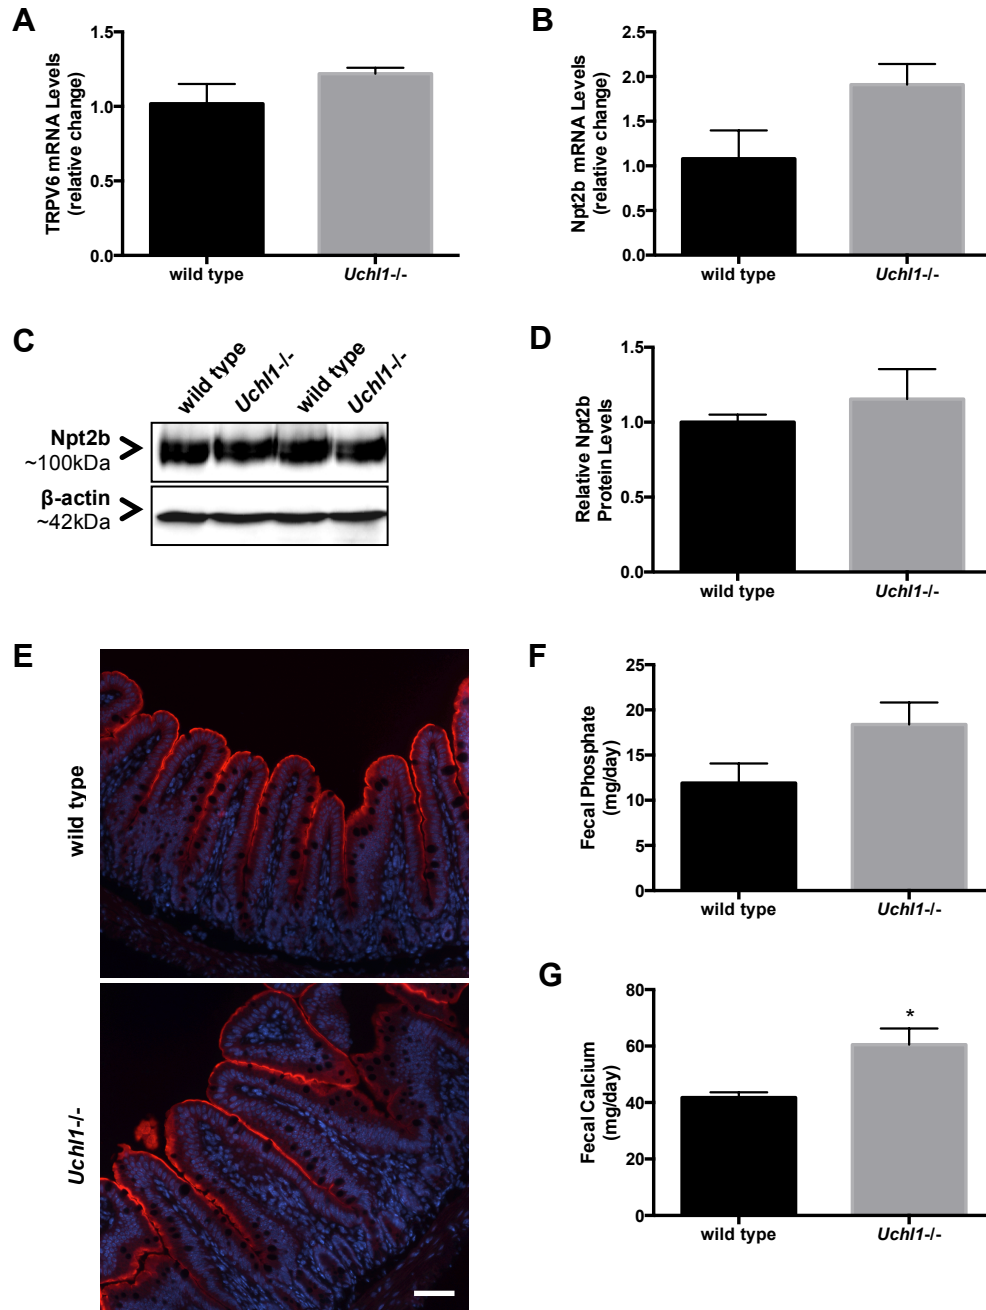 A
TRPV6 mRNA Levels
(relative change)
1.5
1.0
0.5
0.0
wild type
Uchl1-/-
B
Npt2b mRNA Levels
(relative change)
2.5
2.0
1.5
1.0
0.5
0.0
wild type
Uchl1-/-
C
wild type
Uchl1-/-
wild type
Uchl1-/-
Npt2b
~100kDa
β-actin
~42kDa
D
Relative Npt2b
Protein Levels
1.5
1.0
0.5
0.0
wild type
Uchl1-/-
E
wild type
Uchl1-/-
F
Fecal Phosphate
(mg/day)
25
20
15
10
5
0
wild type
Uchl1-/-
G
Fecal Calcium
(mg/day)
80
60
40
20
0
*
wild type
Uchl1-/-